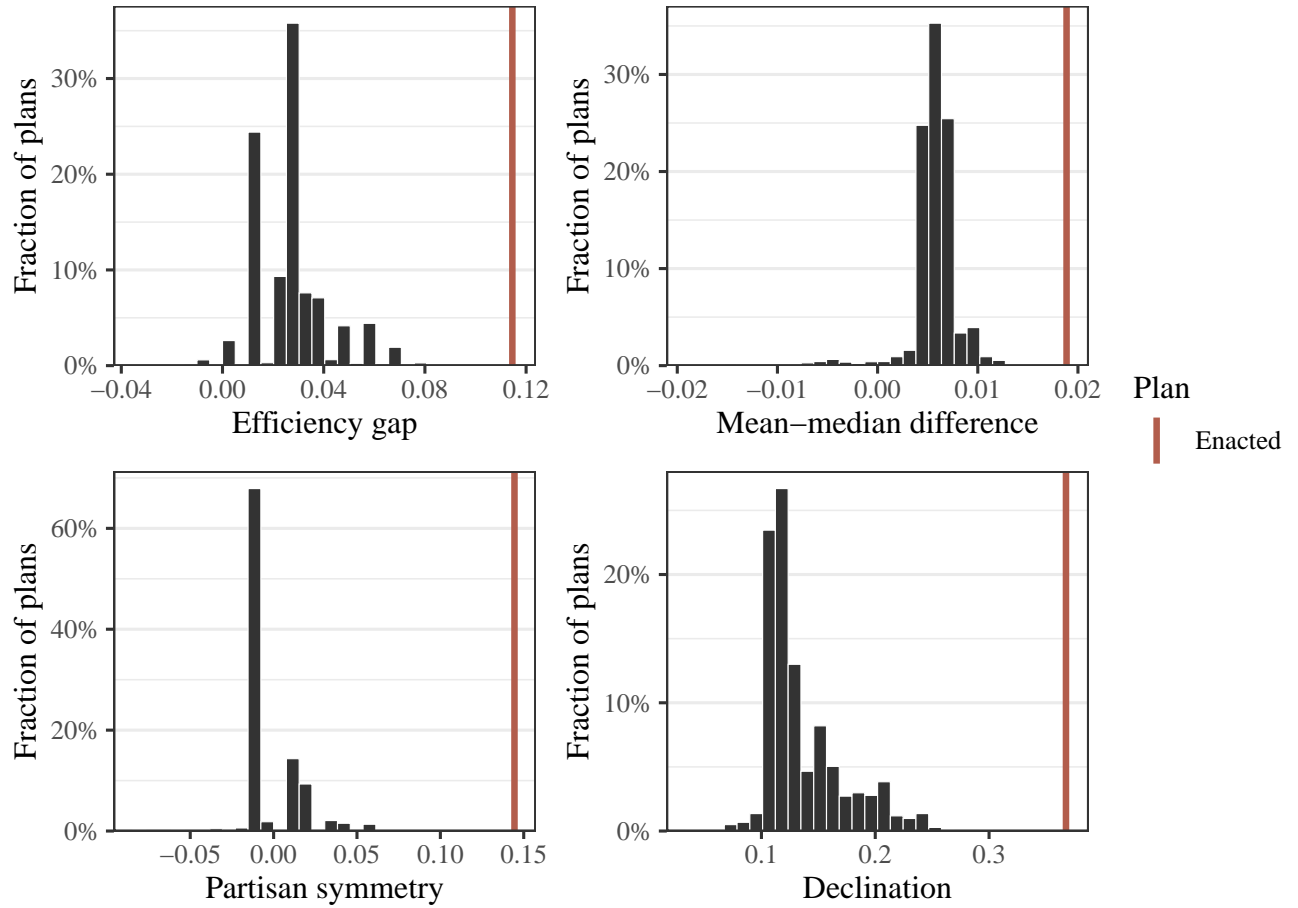 Fraction of plans
30%
20%
10%
0%
−0.04 0.00 0.04 0.08 0.12
Efficiency gap
Fraction of plans
30%
20%
10%
0%
−0.02 −0.01 0.00 0.01 0.02
Mean−median difference
Plan
Enacted
Fraction of plans
60%
40%
20%
0%
−0.05 0.00 0.05 0.10 0.15
Partisan symmetry
Fraction of plans
20%
10%
0%
0.1 0.2 0.3
Declination